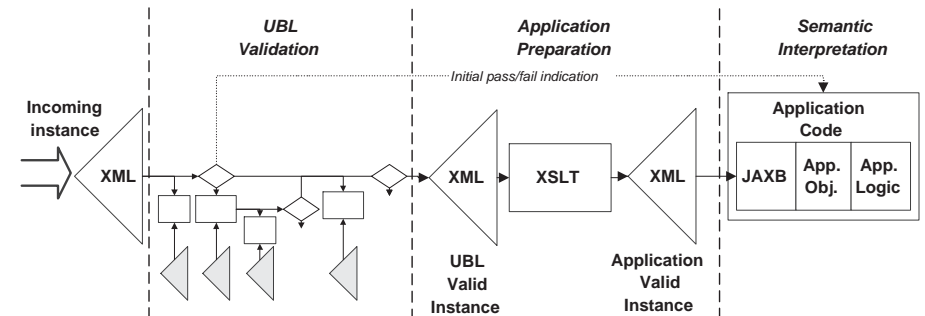 UBL
Validation
Application
Preparation
Semantic
Interpretation
Initial pass/fail indication
Incoming
instance
XML
XML
XSLT
XML
Application
Code
JAXB
App.
Obj.
App.
Logic
UBL
Valid
Instance
Application
Valid
Instance